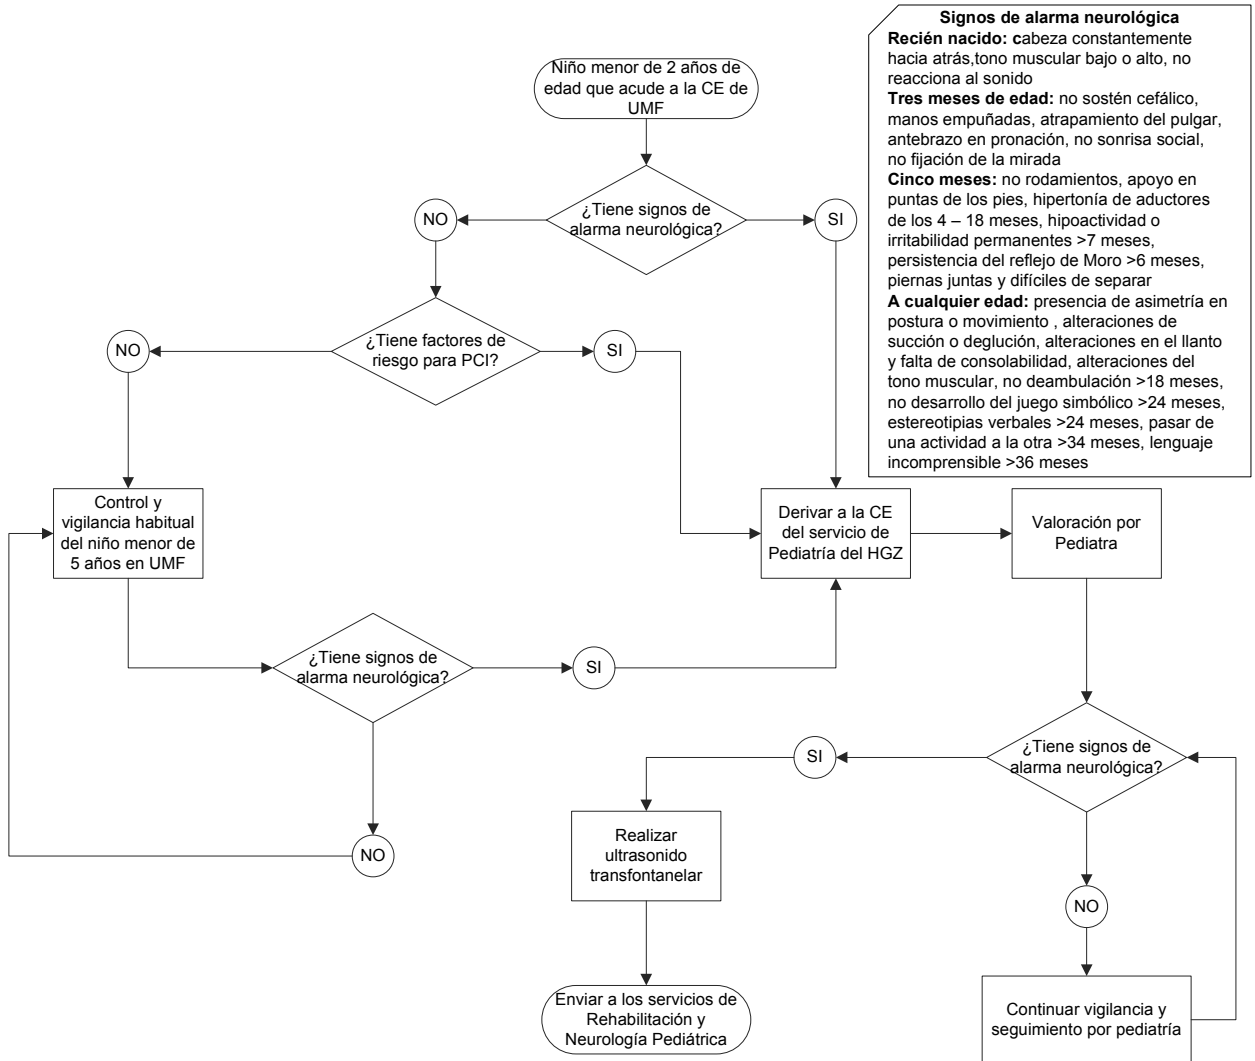 Signos de alarma neurológica
Recién nacido: cabeza constantemente
hacia atrás,tono muscular bajo o alto, no
reacciona al sonido
Tres meses de edad: no sostén cefálico,
manos empuñadas, atrapamiento del pulgar,
antebrazo en pronación, no sonrisa social,
no fijación de la mirada
Cinco meses: no rodamientos, apoyo en
puntas de los pies, hipertonía de aductores
de los 4 – 18 meses, hipoactividad o
irritabilidad permanentes >7 meses,
persistencia del reflejo de Moro >6 meses,
piernas juntas y difíciles de separar
A cualquier edad: presencia de asimetría en
postura o movimiento , alteraciones de
succión o deglución, alteraciones en el llanto
y falta de consolabilidad, alteraciones del
tono muscular, no deambulación >18 meses,
no desarrollo del juego simbólico >24 meses,
estereotipias verbales >24 meses, pasar de
una actividad a la otra >34 meses, lenguaje
incomprensible >36 meses
Niño menor de 2 años de
edad que acude a la CE de
UMF
¿Tiene signos de
alarma neurológica?
NO
SI
¿Tiene factores de
riesgo para PCI?
NO
SI
Control y
vigilancia habitual
del niño menor de
5 años en UMF
Derivar a la CE
del servicio de
Pediatría del HGZ
Valoración por
Pediatra
¿Tiene signos de
alarma neurológica?
SI
NO
¿Tiene signos de
alarma neurológica?
SI
NO
Realizar
ultrasonido
transfontanelar
Enviar a los servicios de
Rehabilitación y
Neurología Pediátrica
Continuar vigilancia y
seguimiento por pediatría